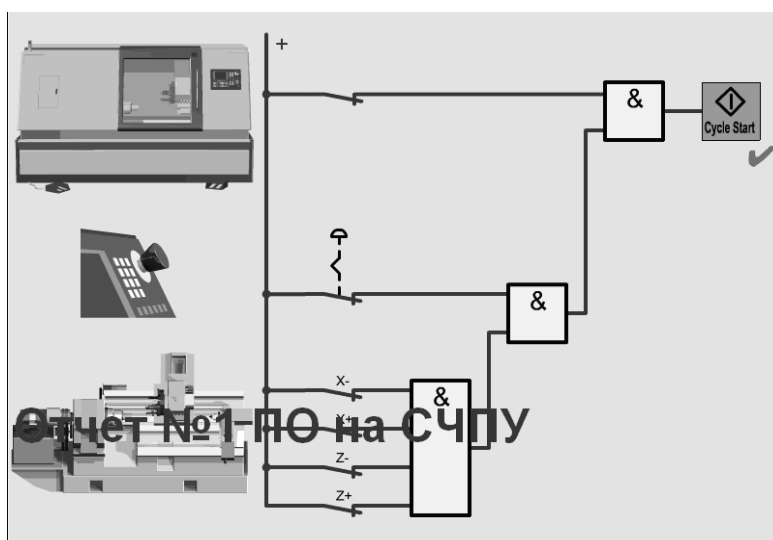 +
&
Cycle Start
&
X-
&
Отчет №1-ПО на СЧПУ
X+
Z-
Z+